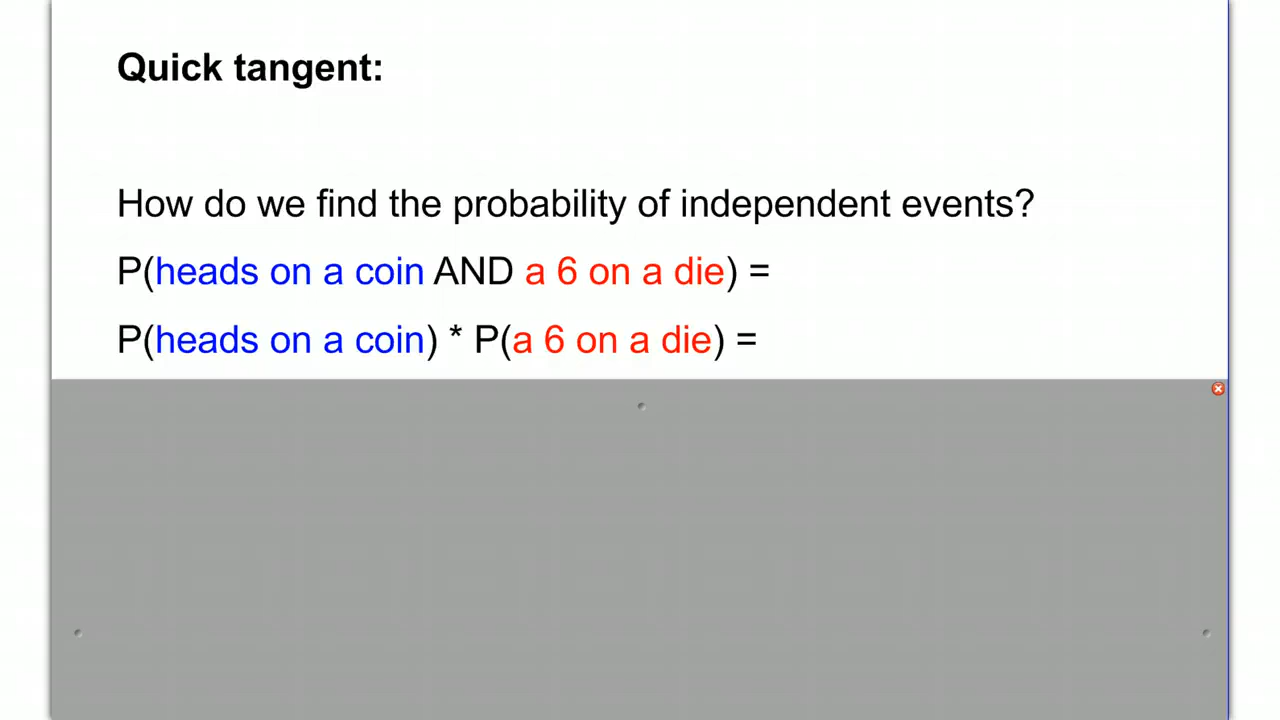 Quick tangent:
How do we find the probability of independent events?
P(heads on a coin AND a 6 on a die) =
P(heads on a coin) * P(a 6 on a die) =